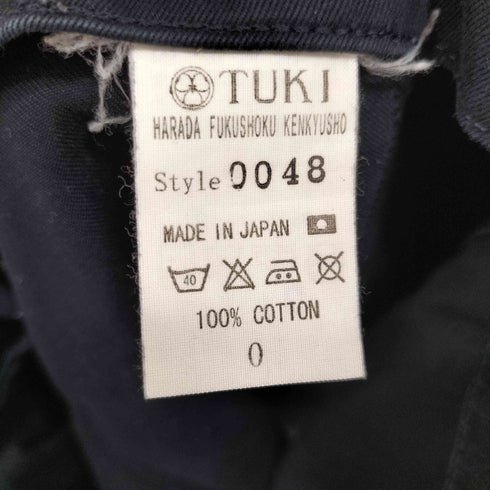 TUKI
HARADA FUKUSHOKU KENKYUSHO
Style 0048
MADE IN JAPAN
40
100% COTTON
0